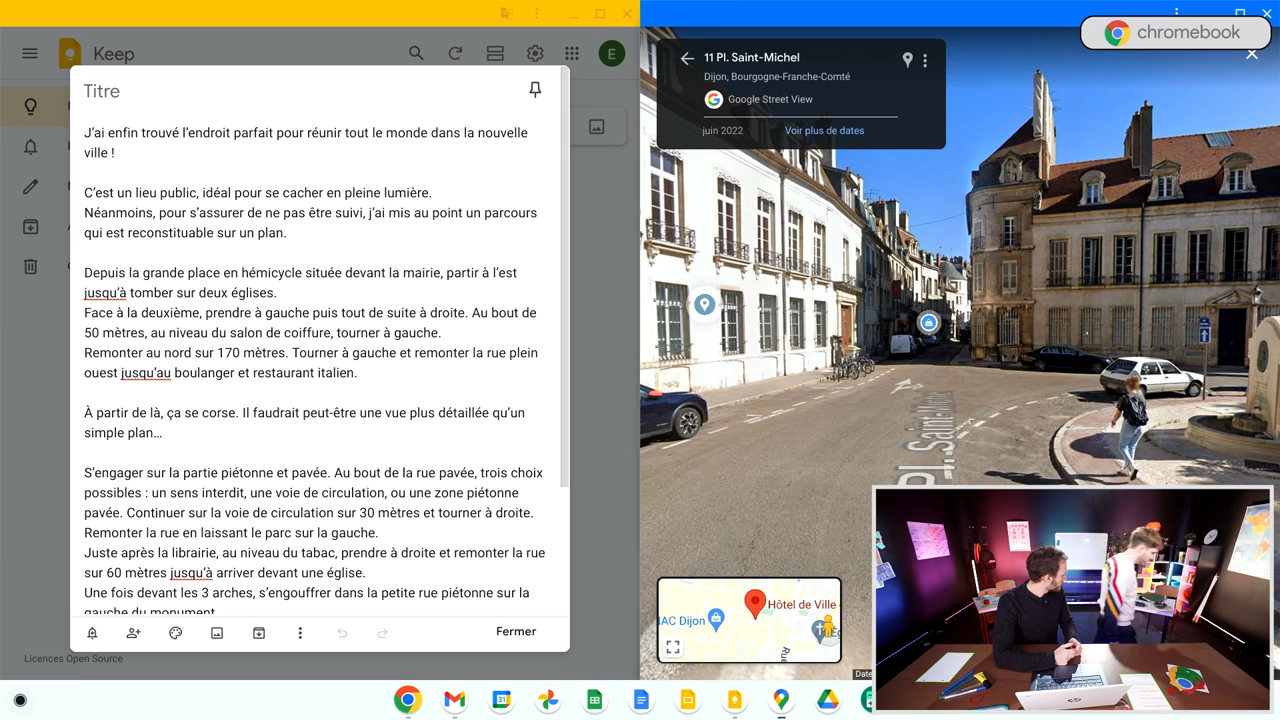 chromebook
Keep
E
Titre
J'ai enfin trouvé l'endroit parfait pour réunir tout le monde dans la nouvelle
ville !
C'est un lieu public, idéal pour se cacher en pleine lumière.
Néanmoins, pour s'assurer de ne pas être suivi, j'ai mis au point un parcours
qui est reconstituable sur un plan.
Depuis la grande place en hémicycle située devant la mairie, partir à l'est
jusqu'à tomber sur deux églises.
Face à la deuxième, prendre à gauche puis tout de suite à droite. Au bout de
50 mètres, au niveau du salon de coiffure, tourner à gauche.
Remonter au nord sur 170 mètres. Tourner à gauche et remonter la rue plein
ouest jusqu'au boulanger et restaurant italien.
À partir de là, ça se corse. Il faudrait peut-être une vue plus détaillée qu'un
simple plan…
S'engager sur la partie piétonne et pavée. Au bout de la rue pavée, trois choix
possibles : un sens interdit, une voie de circulation, ou une zone piétonne
pavée. Continuer sur la voie de circulation sur 30 mètres et tourner à droite.
Remonter la rue en laissant le parc sur la gauche.
Juste après la librairie, au niveau du tabac, prendre à droite et remonter la rue
sur 60 mètres jusqu'à arriver devant une église.
Une fois devant les 3 arches, s'engouffrer dans la petite rue piétonne sur la
gauche du monument
Fermer
Licences Open Source
11 Pl. Saint-Michel
Dijon, Bourgogne-Franche-Comté
Google Street View
juin 2022
Voir plus de dates
Pl. Saint-Michel
Hôtel de Ville
IAC Dijon
Rue
Date
31